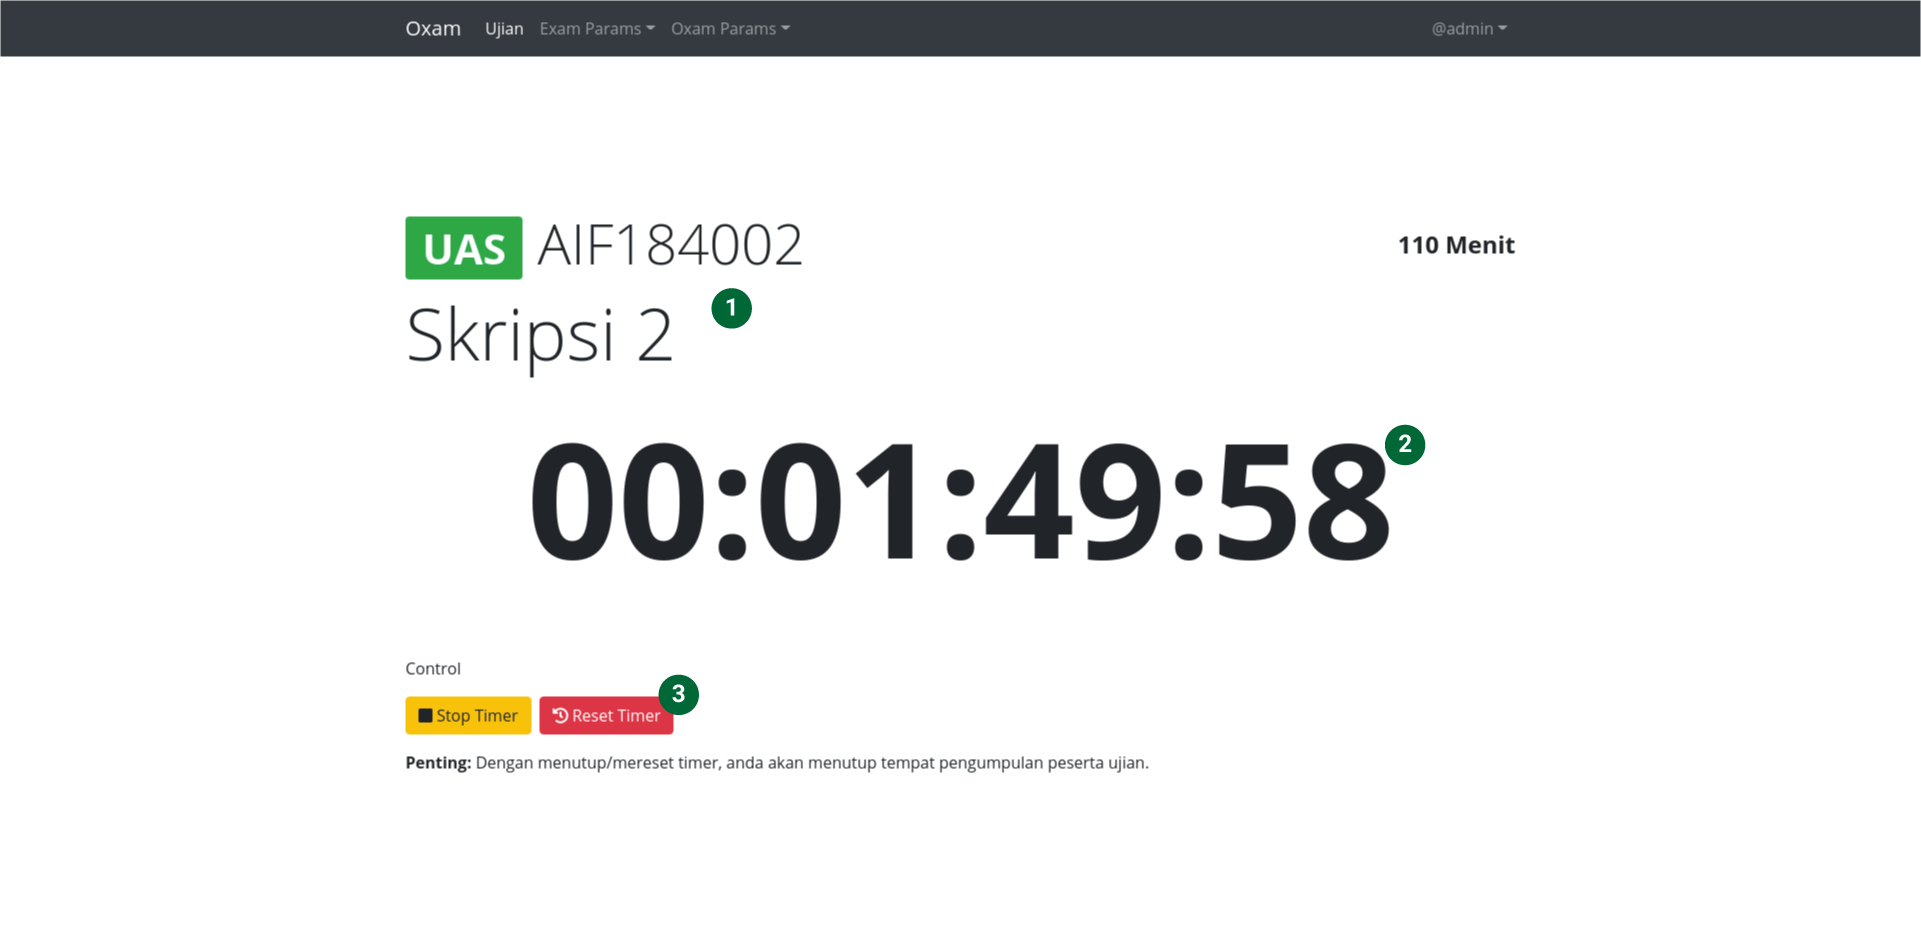 Oxam Ujian Exam Params Oxam Params @admin
UAS AIF184002 110 Menit
Skripsi 2 1
00:01:49:58 2
Control
Stop Timer Reset Timer 3
Penting: Dengan menutup/mereset timer, anda akan menutup tempat pengumpulan peserta ujian.